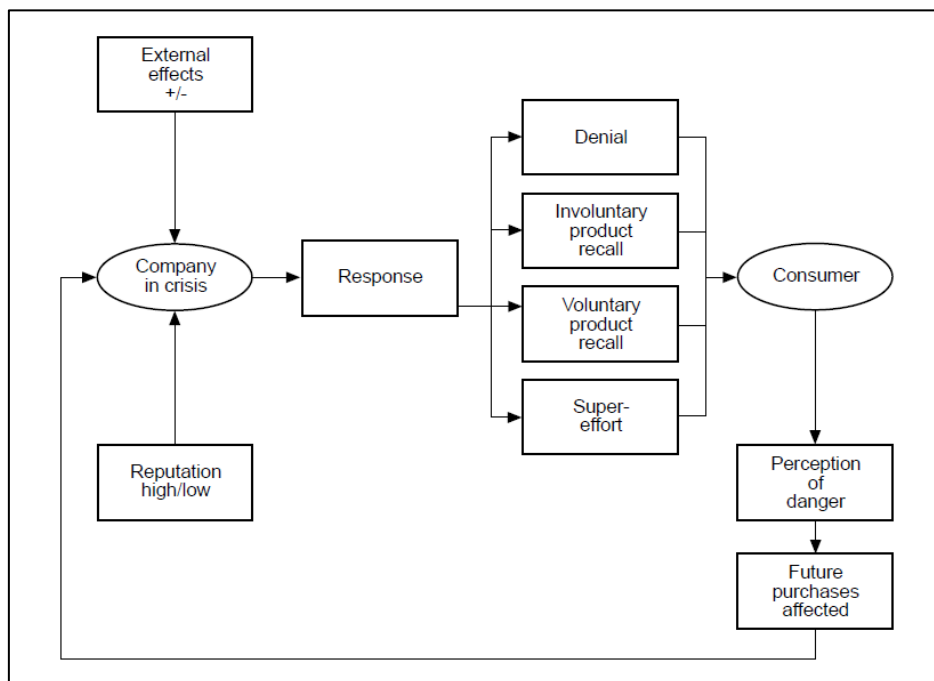 External
effects
+/-
Denial
Involuntary
product
recall
Company
in crisis
Response
Consumer
Voluntary
product
recall
Super-
effort
Reputation
high/low
Perception
of
danger
Future
purchases
affected